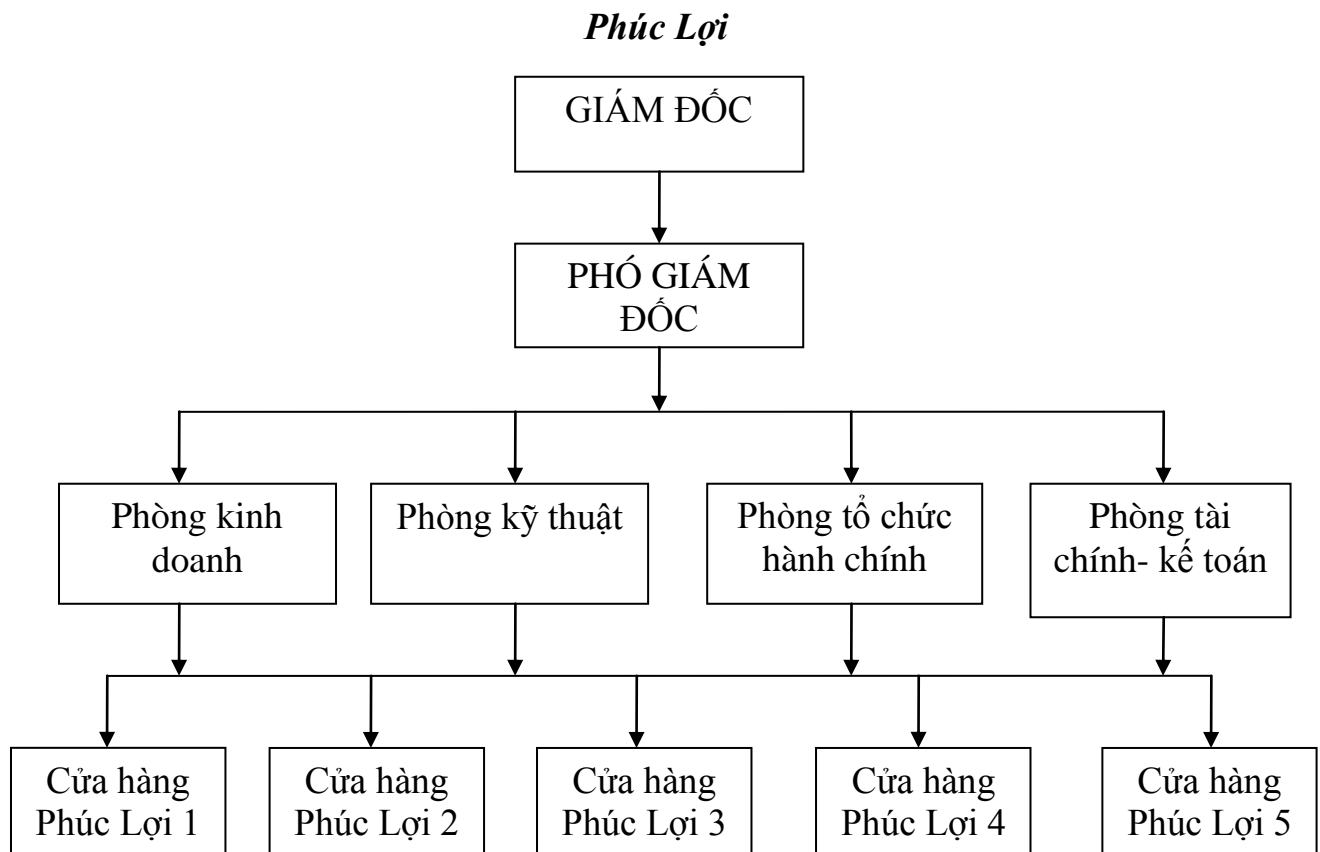 Phúc Lợi
GIÁM ĐỐC
PHÓ GIÁM
ĐỐC
Phòng kinh
doanh
Phòng kỹ thuật
Phòng tổ chức
hành chính
Phòng tài
chính- kế toán
Cửa hàng
Phúc Lợi 1
Cửa hàng
Phúc Lợi 2
Cửa hàng
Phúc Lợi 3
Cửa hàng
Phúc Lợi 4
Cửa hàng
Phúc Lợi 5